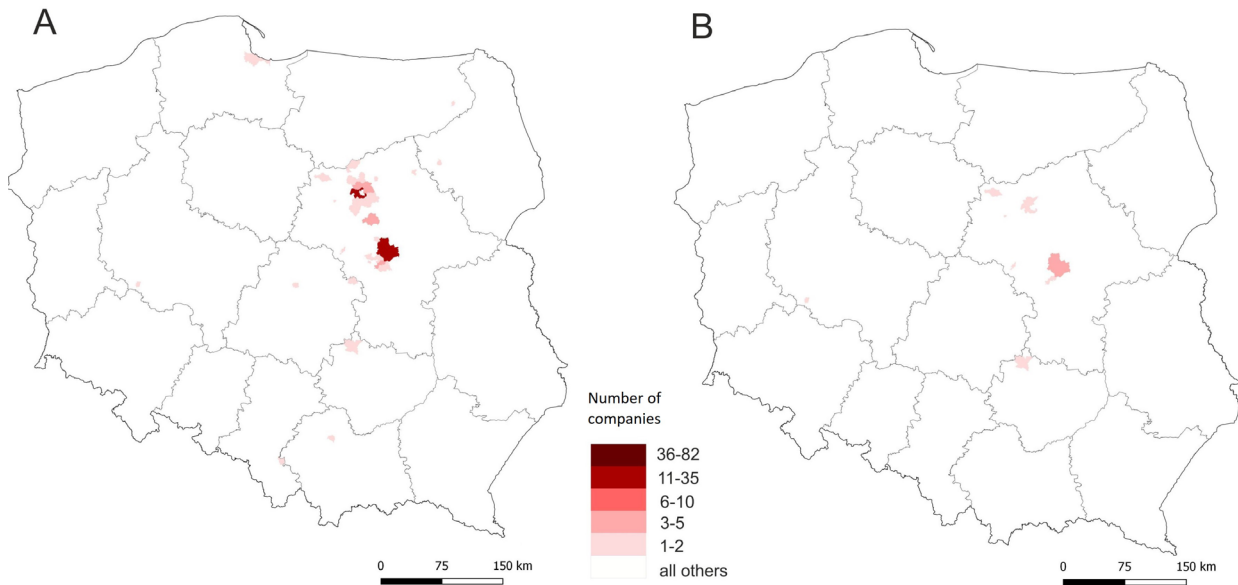 A
B
Number of
companies
36-82
11-35
6-10
3-5
1-2
all others
0 75 150 km
0 75 150 km